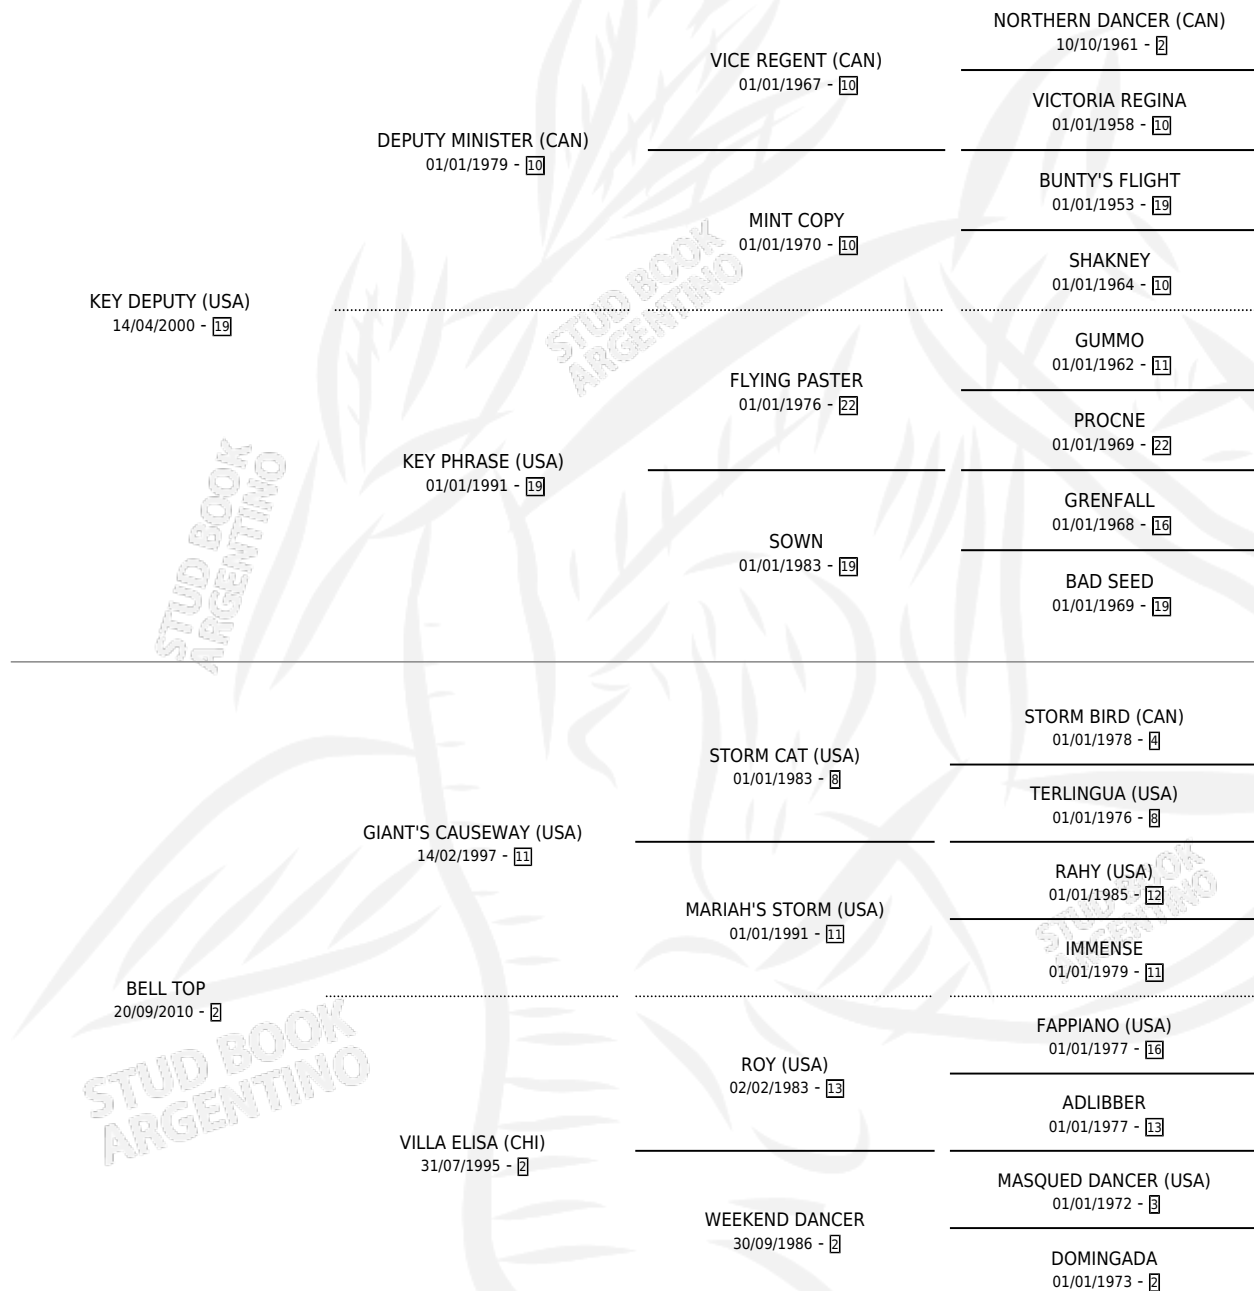 NORTHERN DANCER (CAN)
10/10/1961 - 2
VICE REGENT (CAN)
01/01/1967 - 10
VICTORIA REGINA
01/01/1958 - 10
DEPUTY MINISTER (CAN)
01/01/1979 - 10
BUNTY'S FLIGHT
01/01/1953 - 19
MINT COPY
01/01/1970 - 10
SHAKNEY
01/01/1964 - 10
KEY DEPUTY (USA)
14/04/2000 - 19
GUMMO
01/01/1962 - 11
FLYING PASTER
01/01/1976 - 22
PROCNE
01/01/1969 - 22
KEY PHRASE (USA)
01/01/1991 - 19
GRENFALL
01/01/1968 - 16
SOWN
01/01/1983 - 19
BAD SEED
01/01/1969 - 19
STORM BIRD (CAN)
01/01/1978 - 4
STORM CAT (USA)
01/01/1983 - 8
TERLINGUA (USA)
01/01/1976 - 8
GIANT'S CAUSEWAY (USA)
14/02/1997 - 11
RAHY (USA)
01/01/1985 - 12
MARIAH'S STORM (USA)
01/01/1991 - 11
IMMENSE
01/01/1979 - 11
BELL TOP
20/09/2010 - 2
FAPPIANO (USA)
01/01/1977 - 16
ROY (USA)
02/02/1983 - 13
ADLIBBER
01/01/1977 - 13
VILLA ELISA (CHI)
31/07/1995 - 2
MASQUED DANCER (USA)
01/01/1972 - 3
WEEKEND DANCER
30/09/1986 - 2
DOMINGADA
01/01/1973 - 2
STUD BOOK
ARGENTINO
STUD BOOK
ARGENTINO
STUD BOOK
ARGENTINO
STUD BOOK
ARGENTINO